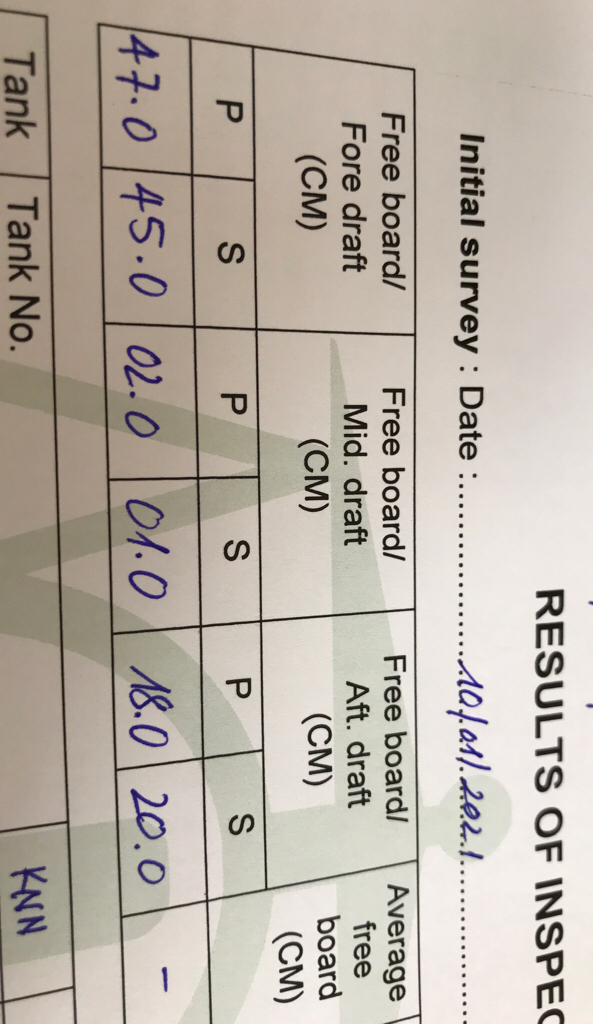 RESULTS OF INSPEC
Initial survey : Date : 10/01/2021
Free board/ Fore draft (CM)
Free board/ Mid. draft (CM)
Free board/ Aft. draft (CM)
Average free board (CM)
P S P S P S
47.0 45.0 02.0 01.0 18.0 20.0 -
Tank Tank No. KNN